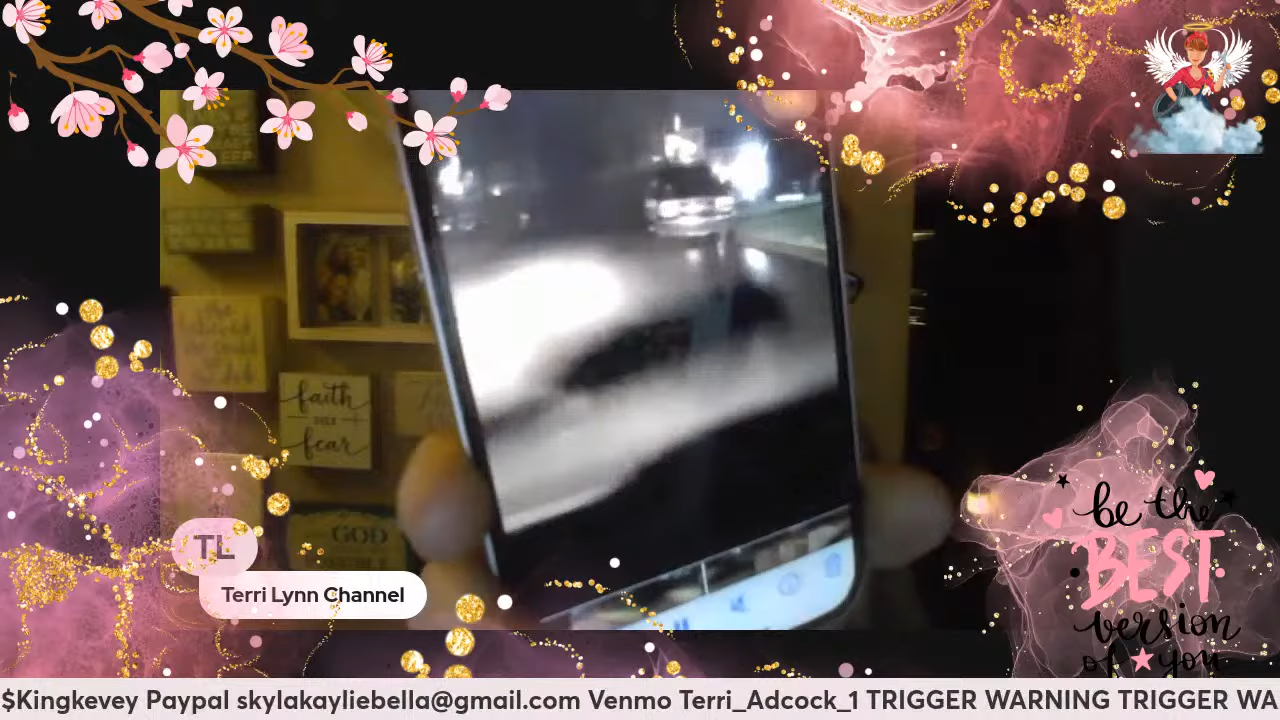 faith
over
fear
GOD
TL
Terri Lynn Channel
be the
BEST
version
of you
$Kingkevey Paypal skylakayliebella@gmail.com Venmo Terri_Adcock_1 TRIGGER WARNING TRIGGER WA